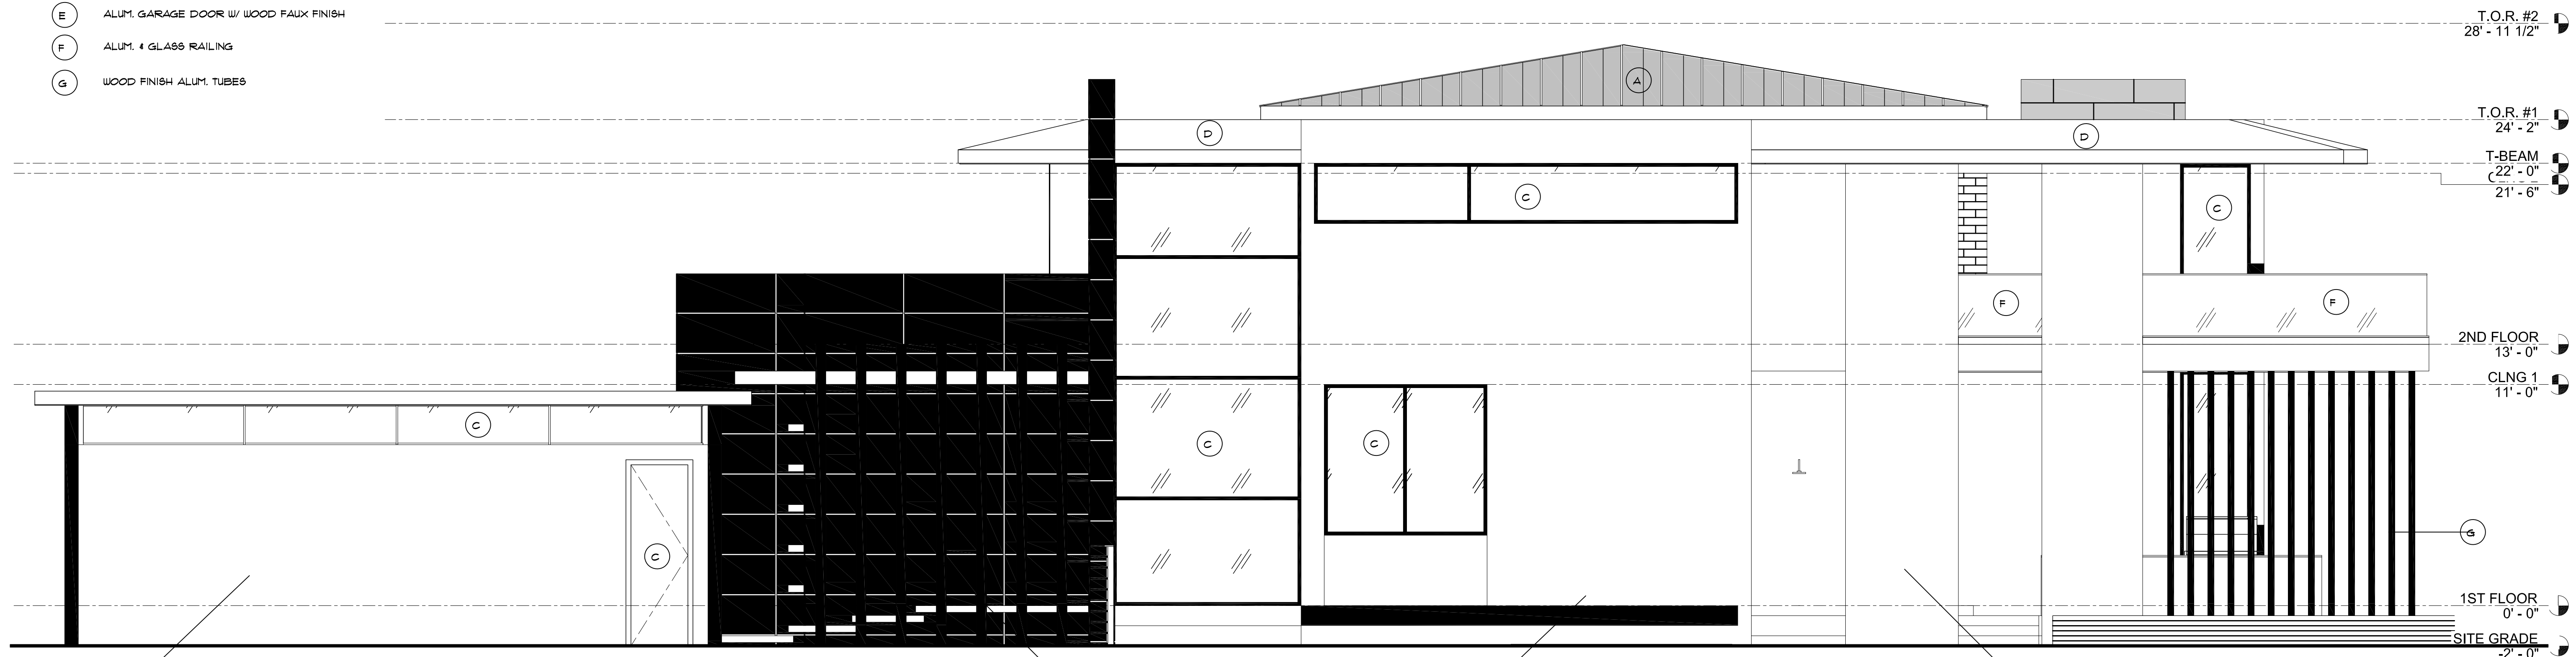 E ALUM. GARAGE DOOR W/ WOOD FAUX FINISH
F ALUM. & GLASS RAILING
G WOOD FINISH ALUM. TUBES
T.O.R. #2
28' - 11 1/2"
A
T.O.R. #1
24' - 2"
D
D
T-BEAM
22' - 0"
21' - 6"
C
C
F
F
2ND FLOOR
13' - 0"
CLNG 1
11' - 0"
C
C
C
C
G
1ST FLOOR
0' - 0"
SITE GRADE
-2' - 0"